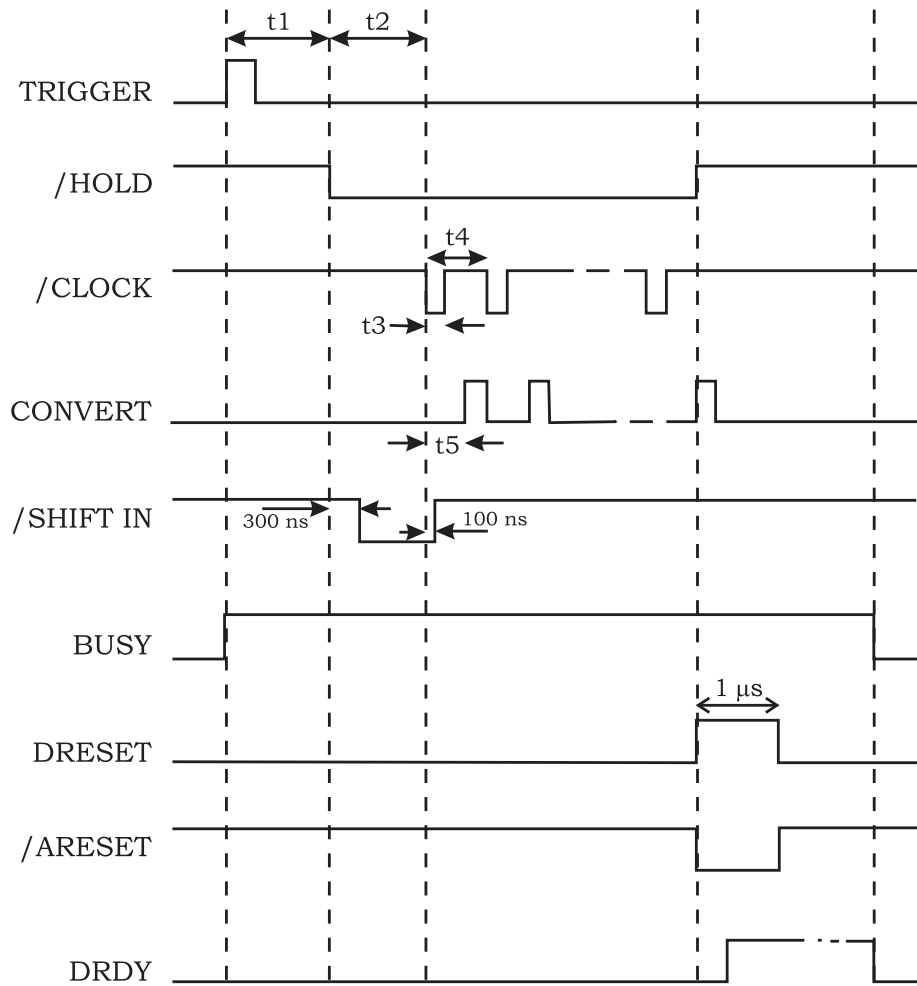 t1 t2
TRIGGER
/HOLD
t4
/CLOCK
t3
CONVERT
t5
/SHIFT IN
300 ns 100 ns
BUSY
1 µs
DRESET
/ARESET
DRDY